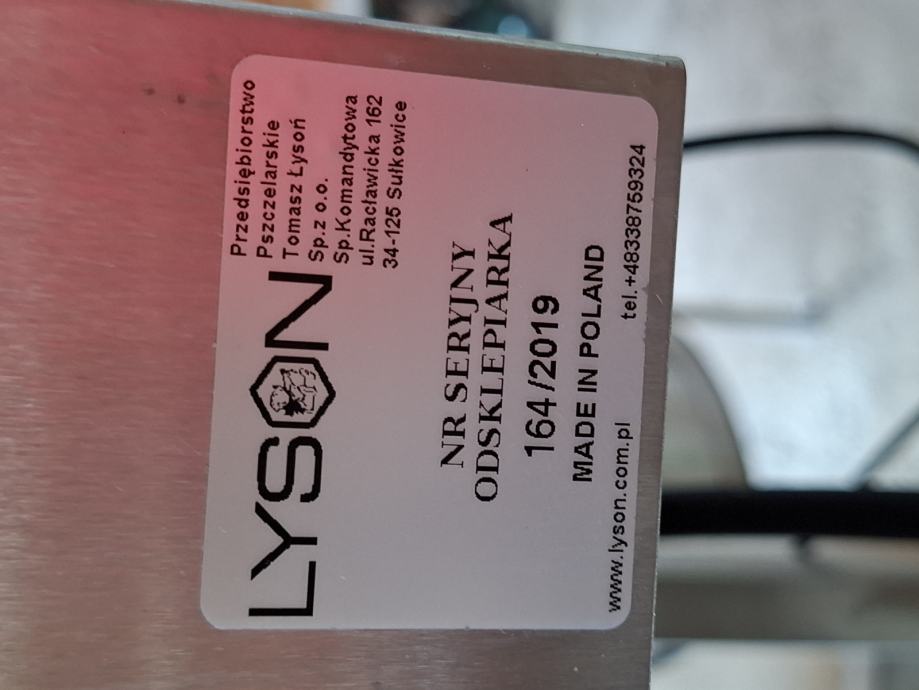 LYSON
Przedsiębiorstwo
Pszczelarskie
Tomasz Łysoń
Sp.z o.o.
Sp.Komandytowa
ul.Racławicka 162
34-125 Sułkowice
NR SERYJNY
ODSKLEPIARKA
164 /2019
MADE IN POLAND
www.lyson.com.pl
tel.+48338759324